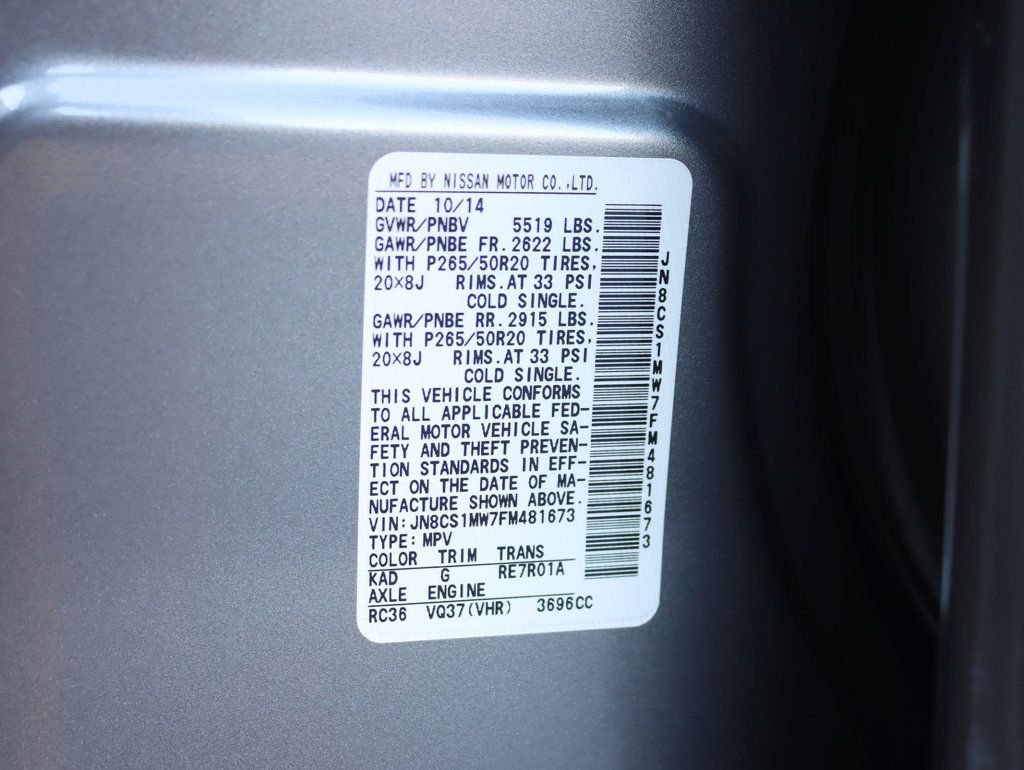 MFD BY NISSAN MOTOR CO.,LTD.
DATE 10/14
GVWR/PNBV 5519 LBS.
GAWR/PNBE FR. 2622 LBS.
WITH P265/50R20 TIRES,
20×8J RIMS.AT 33 PSI
COLD SINGLE.
GAWR/PNBE RR. 2915 LBS.
WITH P265/50R20 TIRES,
20×8J RIMS.AT 33 PSI
COLD SINGLE.
THIS VEHICLE CONFORMS
TO ALL APPLICABLE FED-
ERAL MOTOR VEHICLE SA-
FETY AND THEFT PREVEN-
TION STANDARDS IN EFF-
ECT ON THE DATE OF MA-
NUFACTURE SHOWN ABOVE.
VIN:JN8CS1MW7FM481673
TYPE:MPV
COLOR TRIM TRANS
KAD G RE7R01A
AXLE ENGINE
RC36 VQ37(VHR) 3696CC
JN8CS1MW7FM481673